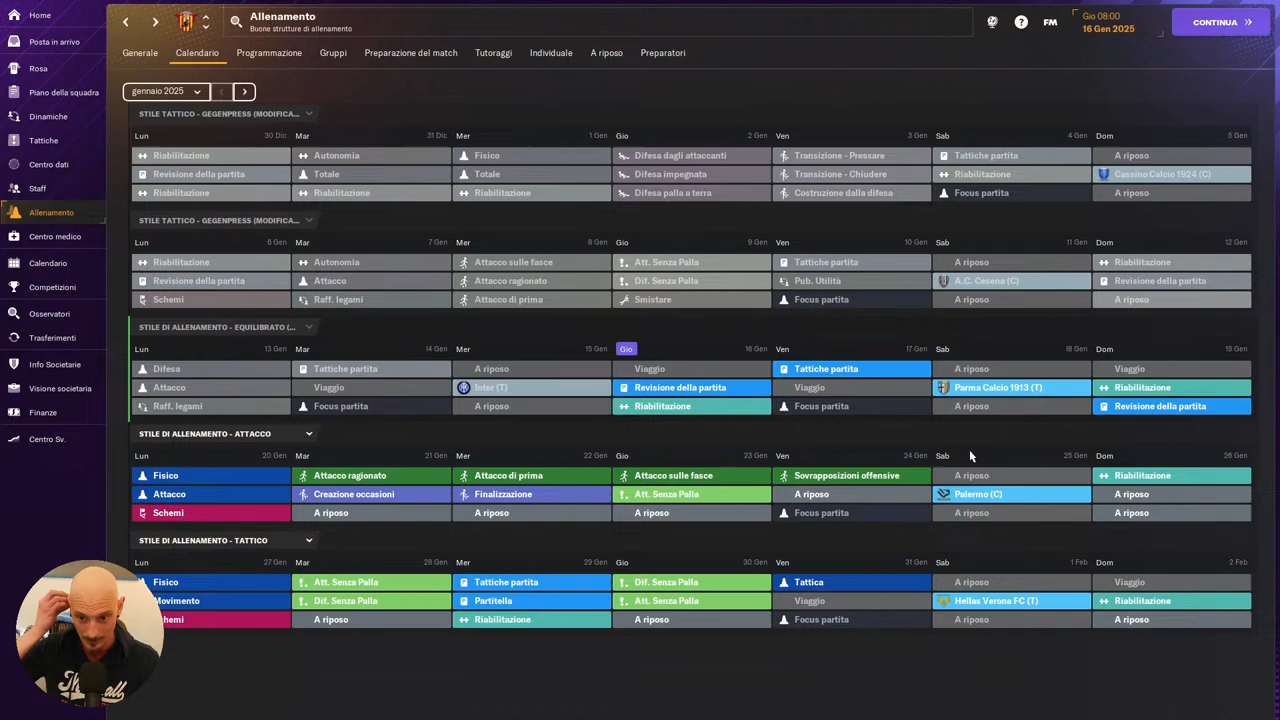 Home
Posta in arrivo
Rosa
Piano della squadra
Dinamiche
Tattiche
Centro dati
Staff
Allenamento
Centro medico
Calendario
Competizioni
Osservatori
Trasferimenti
Info Societarie
Visione societaria
Finanze
Centro Sv.
Allenamento
Buone strutture di allenamento
FM
Gio 08:00
16 Gen 2025
CONTINUA
Generale Calendario Programmazione Gruppi Preparazione del match Tutoraggi Individuale A riposo Preparatori
gennaio 2025
STILE TATTICO - GEGENPRESS (MODIFICA...
Lun 30 Dic Mar 31 Dic Mer 1 Gen Gio 2 Gen Ven 3 Gen Sab 4 Gen Dom 5 Gen
Riabilitazione Autonomia Fisico Difesa dagli attaccanti Transizione - Pressare Tattiche partita A riposo
Revisione della partita Totale Totale Difesa impegnata Transizione - Chiudere Riabilitazione Cassino Calcio 1924 (C)
Riabilitazione Riabilitazione Riabilitazione Difesa palla a terra Costruzione dalla difesa Focus partita A riposo
STILE TATTICO - GEGENPRESS (MODIFICA...
Lun 6 Gen Mar 7 Gen Mer 8 Gen Gio 9 Gen Ven 10 Gen Sab 11 Gen Dom 12 Gen
Riabilitazione Autonomia Attacco sulle fasce Att. Senza Palla Tattiche partita A riposo Riabilitazione
Revisione della partita Attacco Attacco ragionato Dif. Senza Palla Pub. Utilità A.C. Cesena (C) Revisione della partita
Schemi Raff. legami Attacco di prima Smistare Focus partita A riposo A riposo
STILE DI ALLENAMENTO - EQUILIBRATO (...
Lun 13 Gen Mar 14 Gen Mer 15 Gen Gio 16 Gen Ven 17 Gen Sab 18 Gen Dom 19 Gen
Difesa Tattiche partita A riposo Viaggio Tattiche partita A riposo Viaggio
Attacco Viaggio Inter (T) Revisione della partita Viaggio Parma Calcio 1913 (T) Riabilitazione
Raff. legami Focus partita A riposo Riabilitazione Focus partita A riposo Revisione della partita
STILE DI ALLENAMENTO - ATTACCO
Lun 20 Gen Mar 21 Gen Mer 22 Gen Gio 23 Gen Ven 24 Gen Sab 25 Gen Dom 26 Gen
Fisico Attacco ragionato Attacco di prima Attacco sulle fasce Sovrapposizioni offensive A riposo Riabilitazione
Attacco Creazione occasioni Finalizzazione Att. Senza Palla A riposo Palermo (C) A riposo
Schemi A riposo A riposo A riposo Focus partita A riposo A riposo
STILE DI ALLENAMENTO - TATTICO
Lun 27 Gen Mar 28 Gen Mer 29 Gen Gio 30 Gen Ven 31 Gen Sab 1 Feb Dom 2 Feb
Fisico Att. Senza Palla Tattiche partita Dif. Senza Palla Tattica A riposo Viaggio
Movimento Dif. Senza Palla Partitella Att. Senza Palla Viaggio Hellas Verona FC (T) Riabilitazione
A riposo Riabilitazione A riposo Focus partita A riposo A riposo